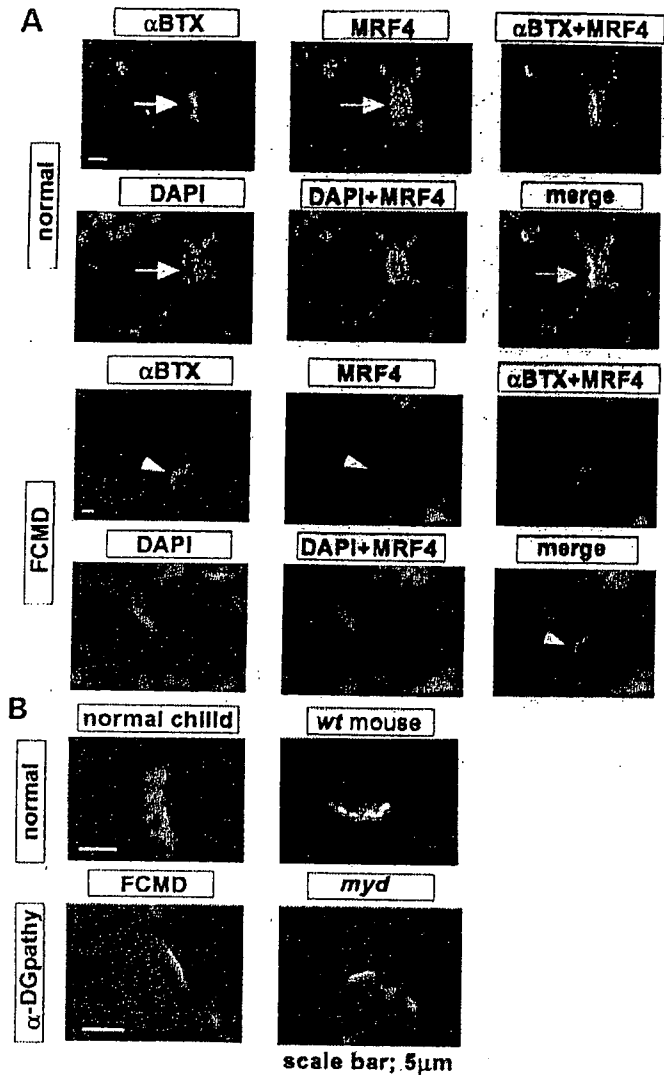 A
αBTX MRF4 αBTX+MRF4
normal
DAPI DAPI+MRF4 merge
αBTX MRF4 αBTX+MRF4
FCMD
DAPI DAPI+MRF4 merge
B
normal chilld wt mouse
normal
FCMD myd
α-DGpathy
scale bar; 5μm